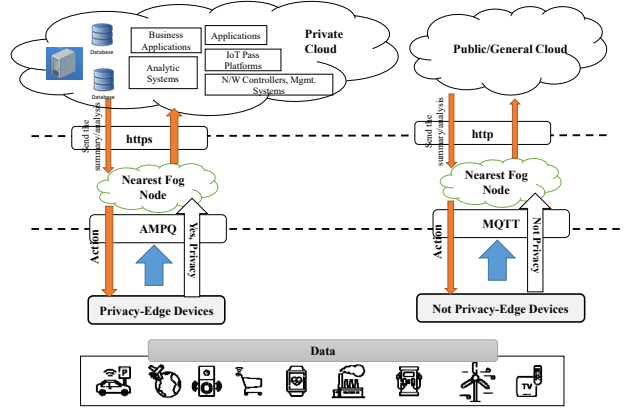 Database
Database
Business
Applications
Applications
Private
Cloud
IoT Pass
Platforms
Analytic
Systems
N/W Controllers, Mgmt.
Systems
Public/General Cloud
Send the
summary/analysis
https
Send the
summary/analysis
http
Nearest Fog
Node
Nearest Fog
Node
Action
AMPQ
Yes, Privacy
Action
MQTT
Not Privacy
Privacy-Edge Devices
Not Privacy-Edge Devices
Data
P
TV